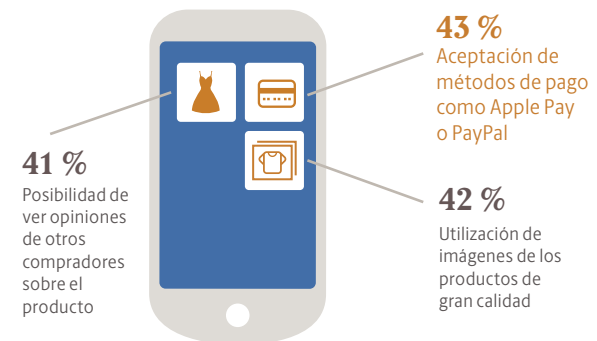 43 %
Aceptación de
métodos de pago
como Apple Pay
o PayPal
41 %
Posibilidad de
ver opiniones
de otros
compradores
sobre el
producto
42 %
Utilización de
imágenes de los
productos de
gran calidad